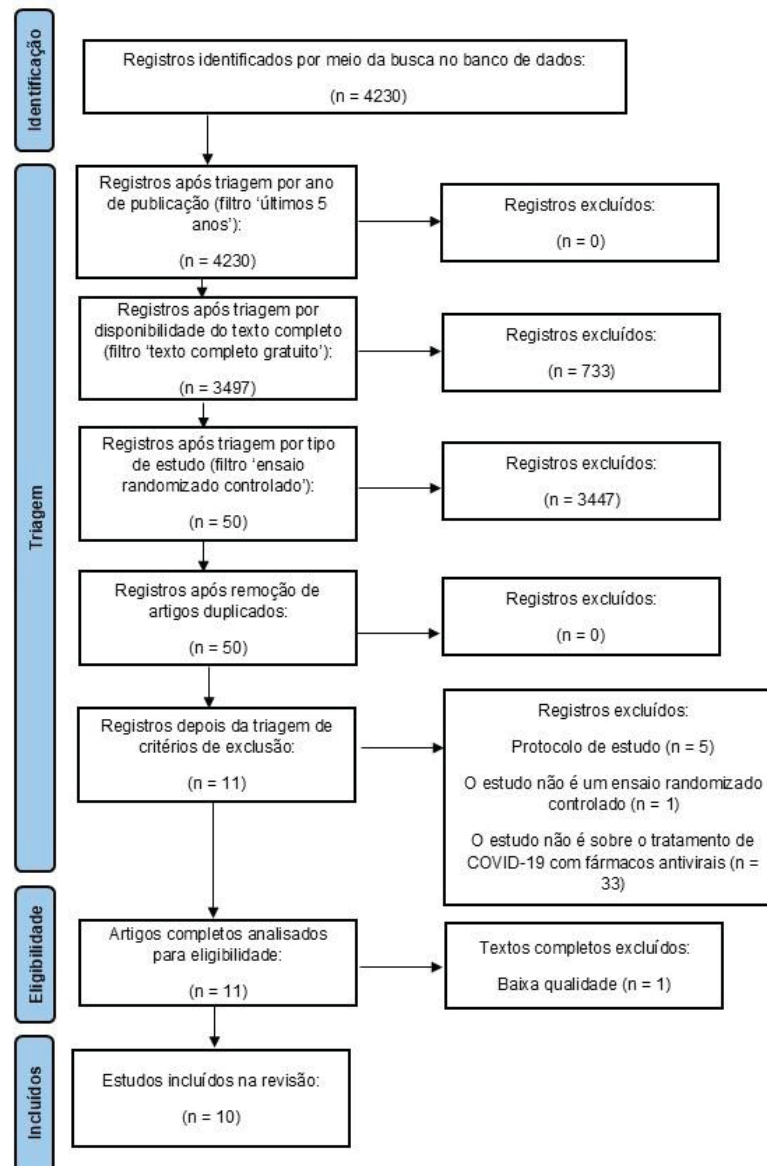 Identificação
Registros identificados por meio da busca no banco de dados:
(n = 4230)
Triagem
Registros após triagem por ano
de publicação (filtro ‘últimos 5
anos’):
(n = 4230)
Registros excluídos:
(n = 0)
Registros após triagem por
disponibilidade do texto completo
(filtro ‘texto completo gratuito’):
(n = 3497)
Registros excluídos:
(n = 733)
Registros após triagem por tipo
de estudo (filtro ‘ensaio
randomizado controlado’):
(n = 50)
Registros excluídos:
(n = 3447)
Registros após remoção de
artigos duplicados:
(n = 50)
Registros excluídos:
(n = 0)
Registros depois da triagem de
critérios de exclusão:
(n = 11)
Registros excluídos:
Protocolo de estudo (n = 5)
O estudo não é um ensaio randomizado
controlado (n = 1)
O estudo não é sobre o tratamento de
COVID-19 com fármacos antivirais (n =
33)
Eligibilidade
Artigos completos analisados
para eligibilidade:
(n = 11)
Textos completos excluídos:
Baixa qualidade (n = 1)
Incluídos
Estudos incluídos na revisão:
(n = 10)